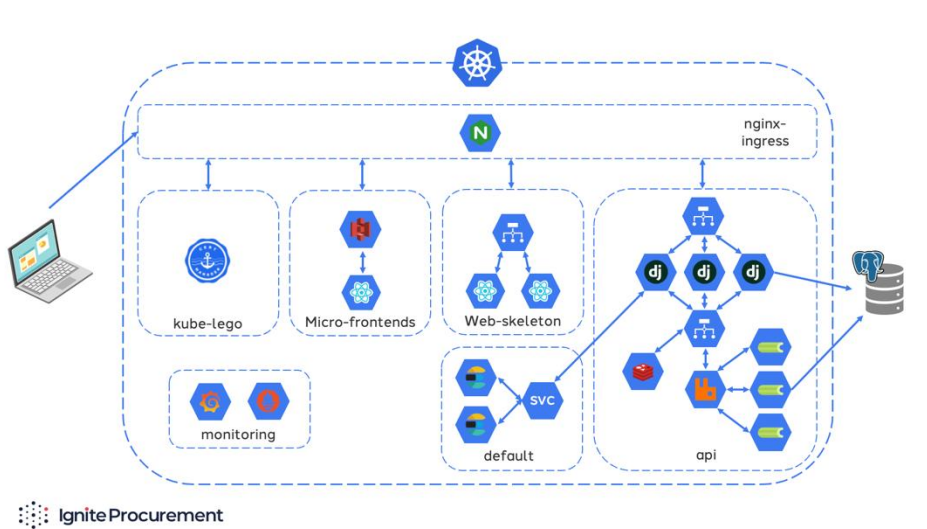 nginx-
ingress
kube-lego
Micro-frontends
Web-skeleton
dj
dj
dj
svc
monitoring
default
api
Ignite Procurement